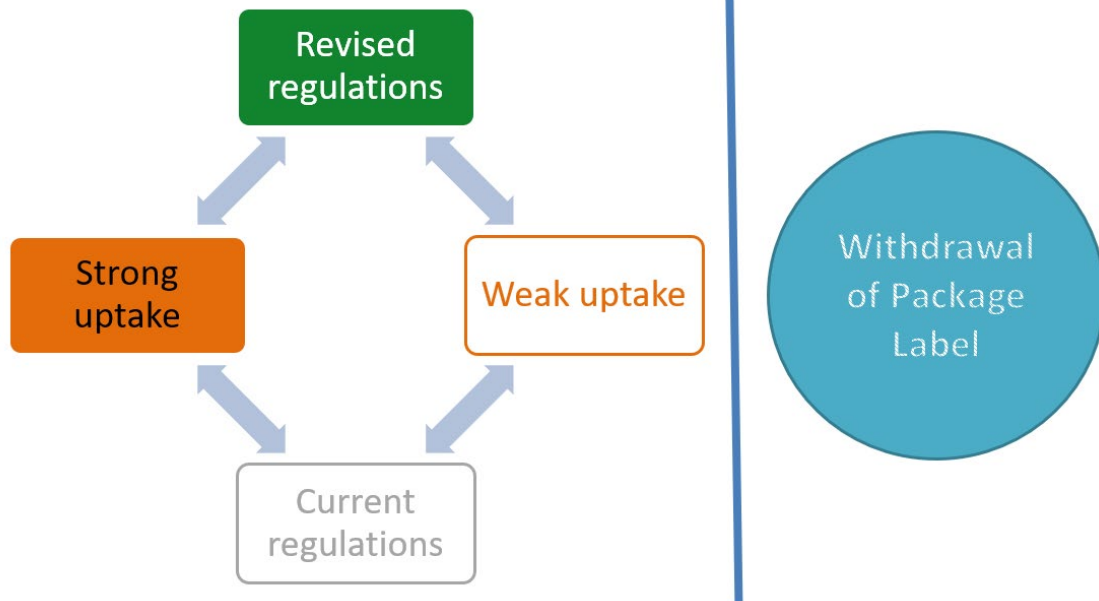 Revised
regulations
Strong
uptake
Weak uptake
Current
regulations
Withdrawal
of Package
Label